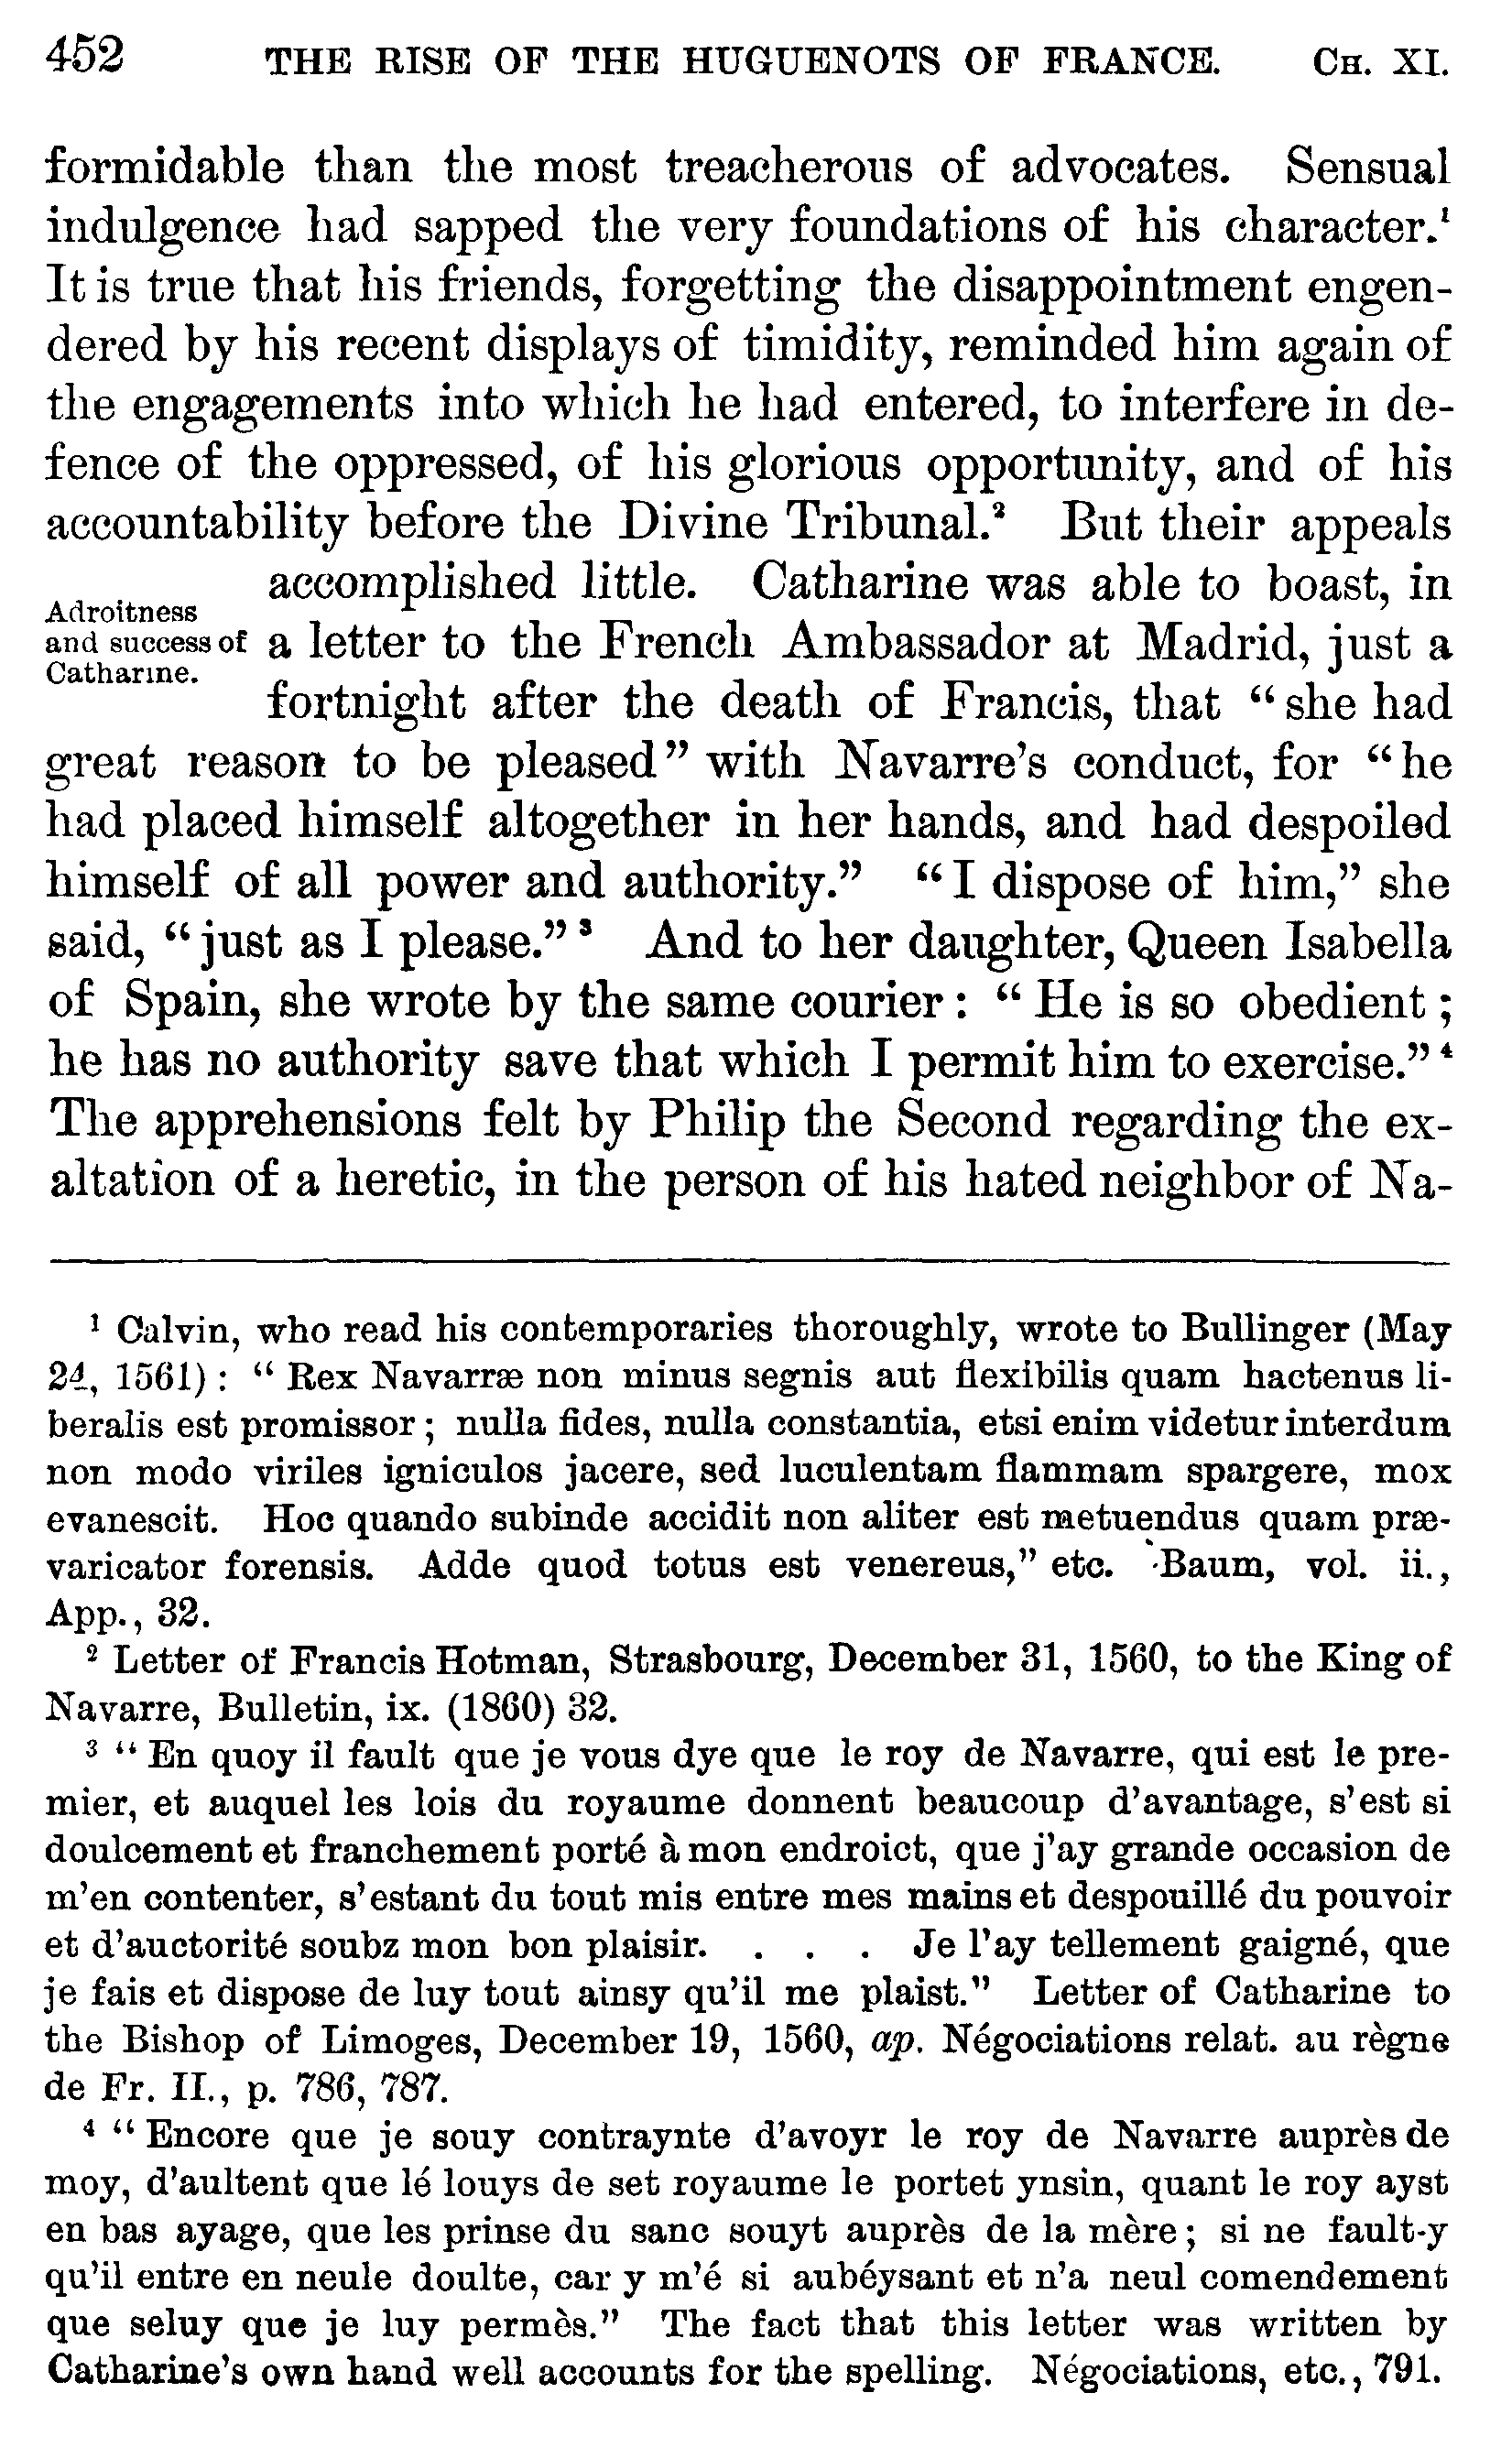 452 THE RISE OF THE HUGUENOTS OF FRANCE. CH. XI.
formidable than the most treacherous of advocates. Sensual
indulgence had sapped the very foundations of his character.¹
It is true that his friends, forgetting the disappointment engen-
dered by his recent displays of timidity, reminded him again of
the engagements into which he had entered, to interfere in de-
fence of the oppressed, of his glorious opportunity, and of his
accountability before the Divine Tribunal.² But their appeals
accomplished little. Catharine was able to boast, in
Adroitness
and success of
Catharine.
a letter to the French Ambassador at Madrid, just a
fortnight after the death of Francis, that “she had
great reason to be pleased” with Navarre’s conduct, for “he
had placed himself altogether in her hands, and had despoiled
himself of all power and authority.” “I dispose of him,” she
said, “just as I please.”³ And to her daughter, Queen Isabella
of Spain, she wrote by the same courier: “He is so obedient;
he has no authority save that which I permit him to exercise.”⁴
The apprehensions felt by Philip the Second regarding the ex-
altation of a heretic, in the person of his hated neighbor of Na-
¹ Calvin, who read his contemporaries thoroughly, wrote to Bullinger (May
24, 1561): “Rex Navarræ non minus segnis aut flexibilis quam hactenus li-
beralis est promissor; nulla fides, nulla constantia, etsi enim videtur interdum
non modo viriles igniculos jacere, sed luculentam flammam spargere, mox
evanescit. Hoc quando subinde accidit non aliter est metuendus quam præ-
varicator forensis. Adde quod totus est venereus,” etc. Baum, vol. ii.,
App., 32.
² Letter of Francis Hotman, Strasbourg, December 31, 1560, to the King of
Navarre, Bulletin, ix. (1860) 32.
³ “En quoy il fault que je vous dye que le roy de Navarre, qui est le pre-
mier, et auquel les lois du royaume donnent beaucoup d’avantage, s’est si
doulcement et franchement porté à mon endroict, que j’ay grande occasion de
m’en contenter, s’estant du tout mis entre mes mains et despouillé du pouvoir
et d’auctorité soubz mon bon plaisir. . . . Je l’ay tellement gaigné, que
je fais et dispose de luy tout ainsy qu’il me plaist.” Letter of Catharine to
the Bishop of Limoges, December 19, 1560, ap. Négociations relat. au règne
de Fr. II., p. 786, 787.
⁴ “Encore que je souy contraynte d’avoyr le roy de Navarre auprès de
moy, d’aultent que lé louys de set royaume le portet ynsin, quant le roy ayst
en bas ayage, que les prinse du sanc souyt auprès de la mère; si ne fault-y
qu’il entre en neule doulte, car y m’é si aubéysant et n’a neul comendement
que seluy que je luy permès.” The fact that this letter was written by
Catharine’s own hand well accounts for the spelling. Négociations, etc., 791.